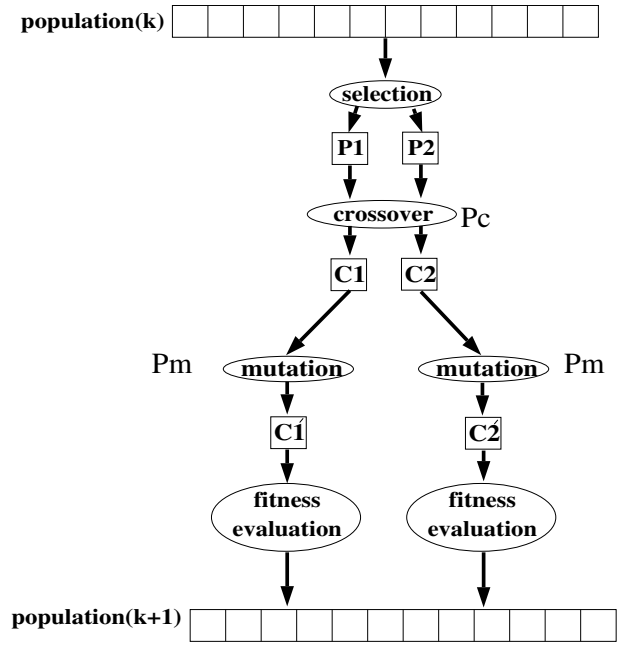 population(k)
selection
P1 P2
crossover Pc
C1 C2
Pm mutation mutation Pm
C1́ C2́
fitness fitness
evaluation evaluation
population(k+1)